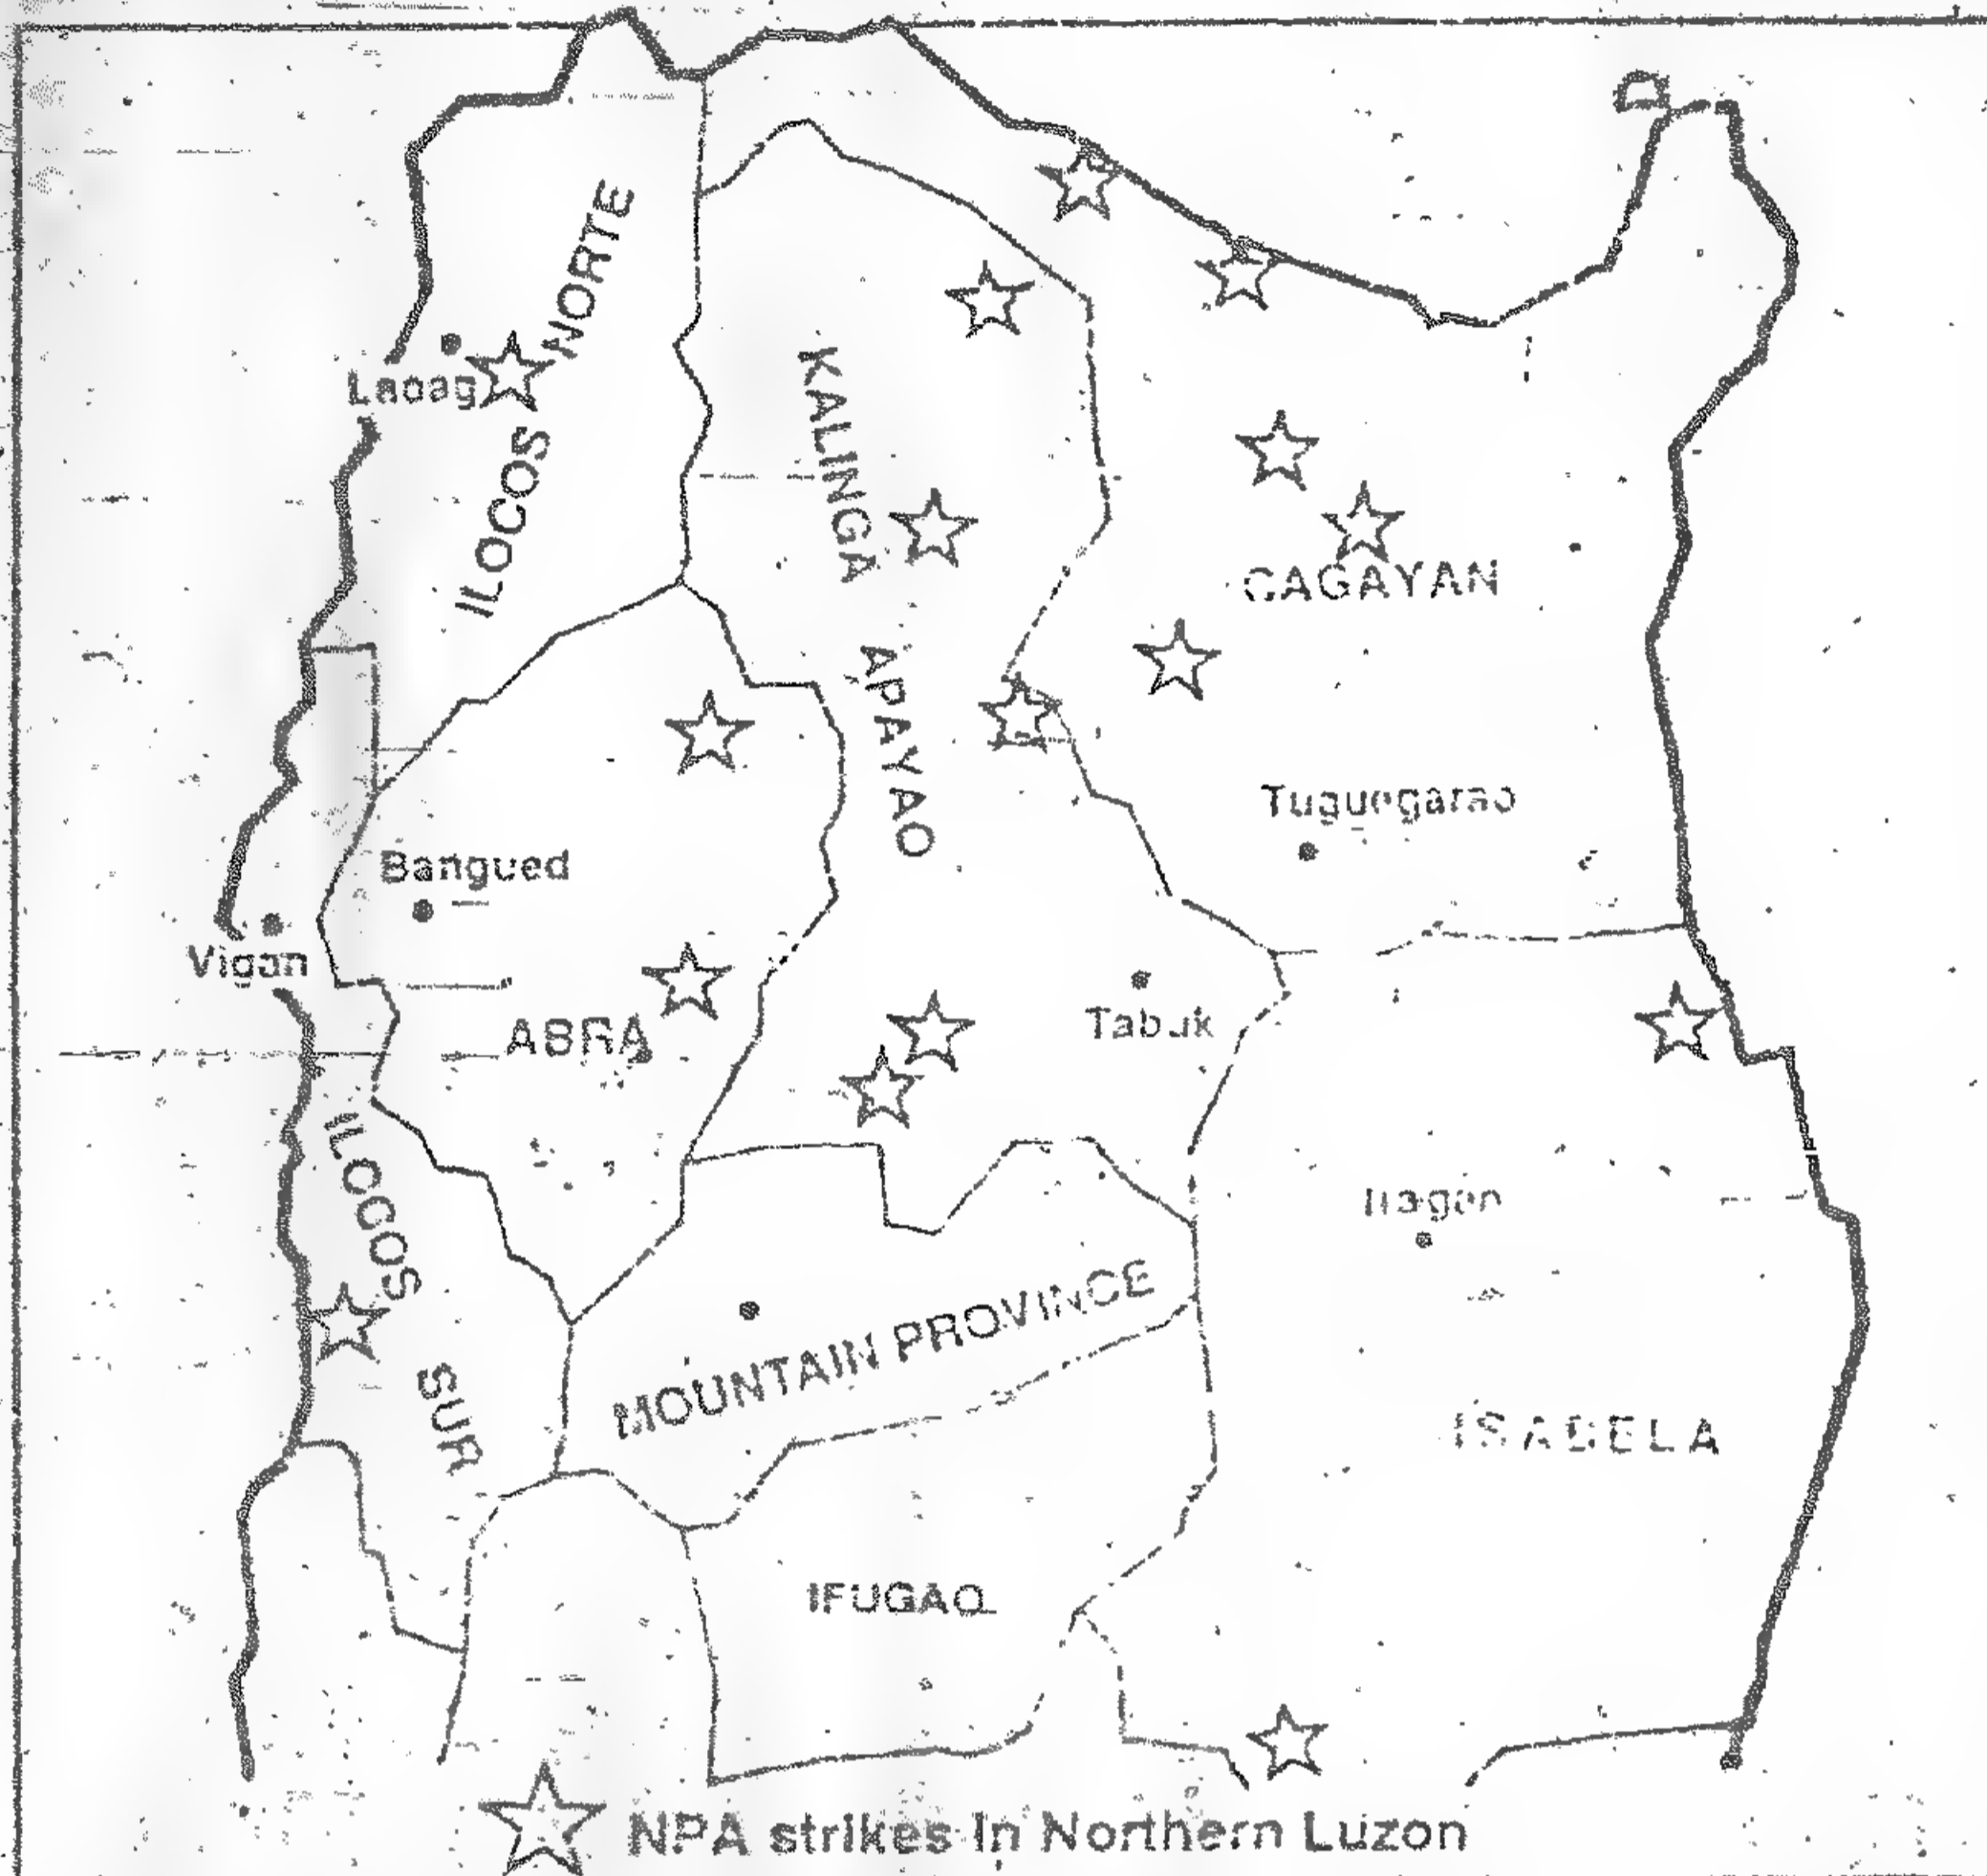 ILOCOS NORTE
Laoag
KALINGA
APAYAO
CAGAYAN
Tuguegarao
Bangued
Vigan
ABRA
Tabuk
ILOCOS
SUR
MOUNTAIN PROVINCE
ISABELA
IFUGAO
NPA strikes in Northern Luzon